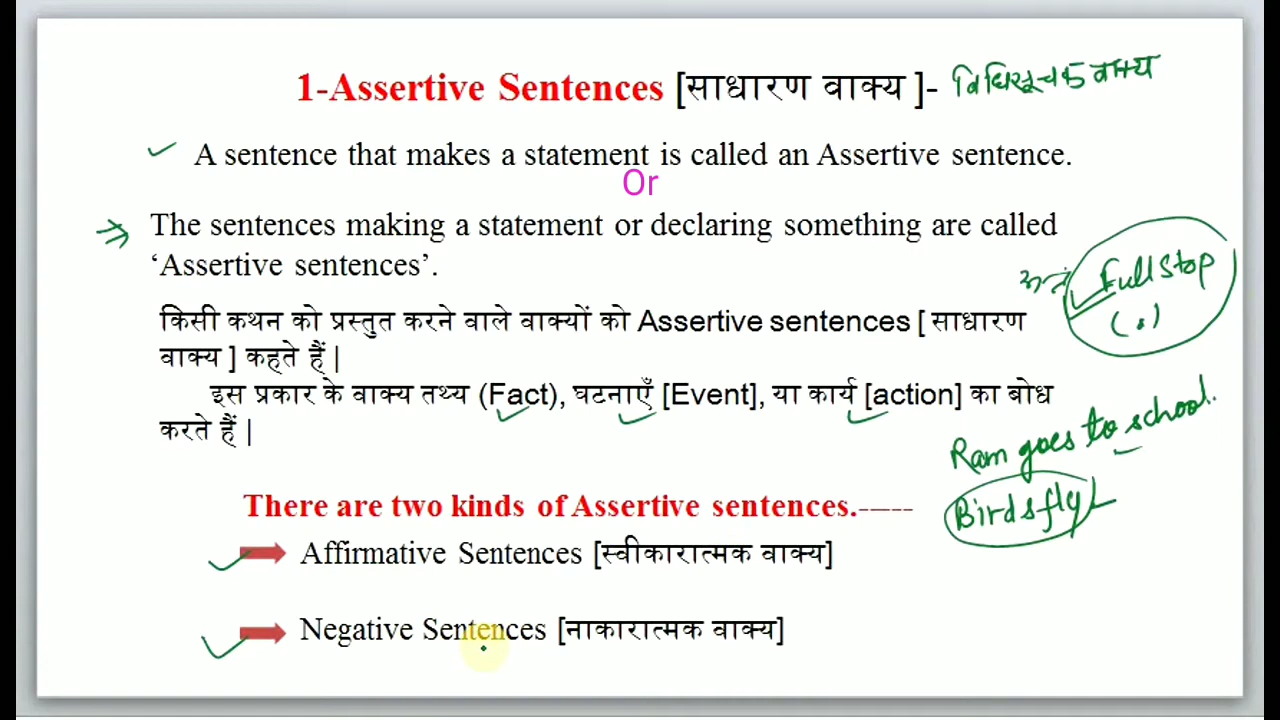 1-Assertive Sentences [साधारण वाक्य ]- विधिसूचक वाक्य
A sentence that makes a statement is called an Assertive sentence.
Or
The sentences making a statement or declaring something are called
‘Assertive sentences’.
किसी कथन को प्रस्तुत करने वाले वाक्यों को Assertive sentences [ साधारण
वाक्य ] कहते हैं |
अन्त Full Stop
(.)
इस प्रकार के वाक्य तथ्य (Fact), घटनाएँ [Event], या कार्य [action] का बोध
करते हैं |
Ram goes to school.
Birds fly
There are two kinds of Assertive sentences.-----
Affirmative Sentences [स्वीकारात्मक वाक्य]
Negative Sentences [नाकारात्मक वाक्य]